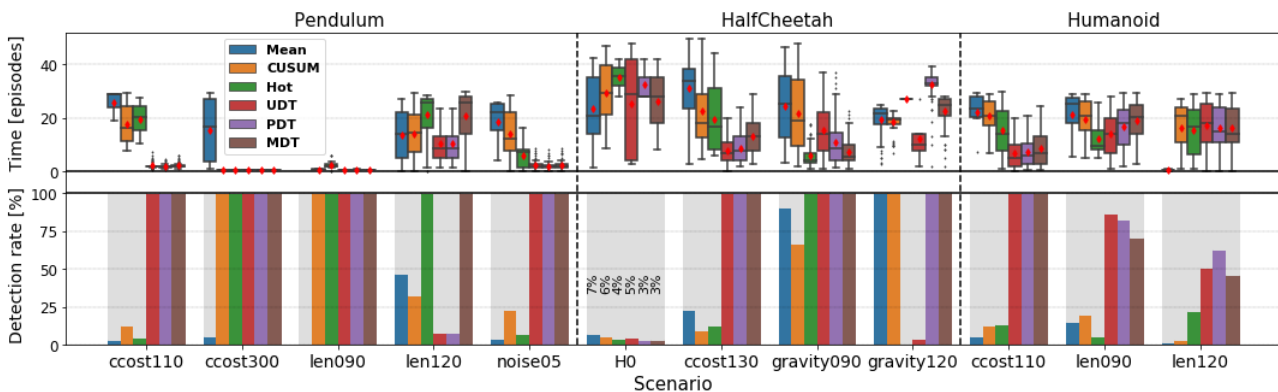 Pendulum HalfCheetah Humanoid
Time [episodes]
40
20
0
Mean
CUSUM
Hot
UDT
PDT
MDT
Detection rate [%]
100
75
50
25
0
7% 6% 4% 5% 3% 3%
ccost110 ccost300 len090 len120 noise05 H0 ccost130 gravity090 gravity120 ccost110 len090 len120
Scenario